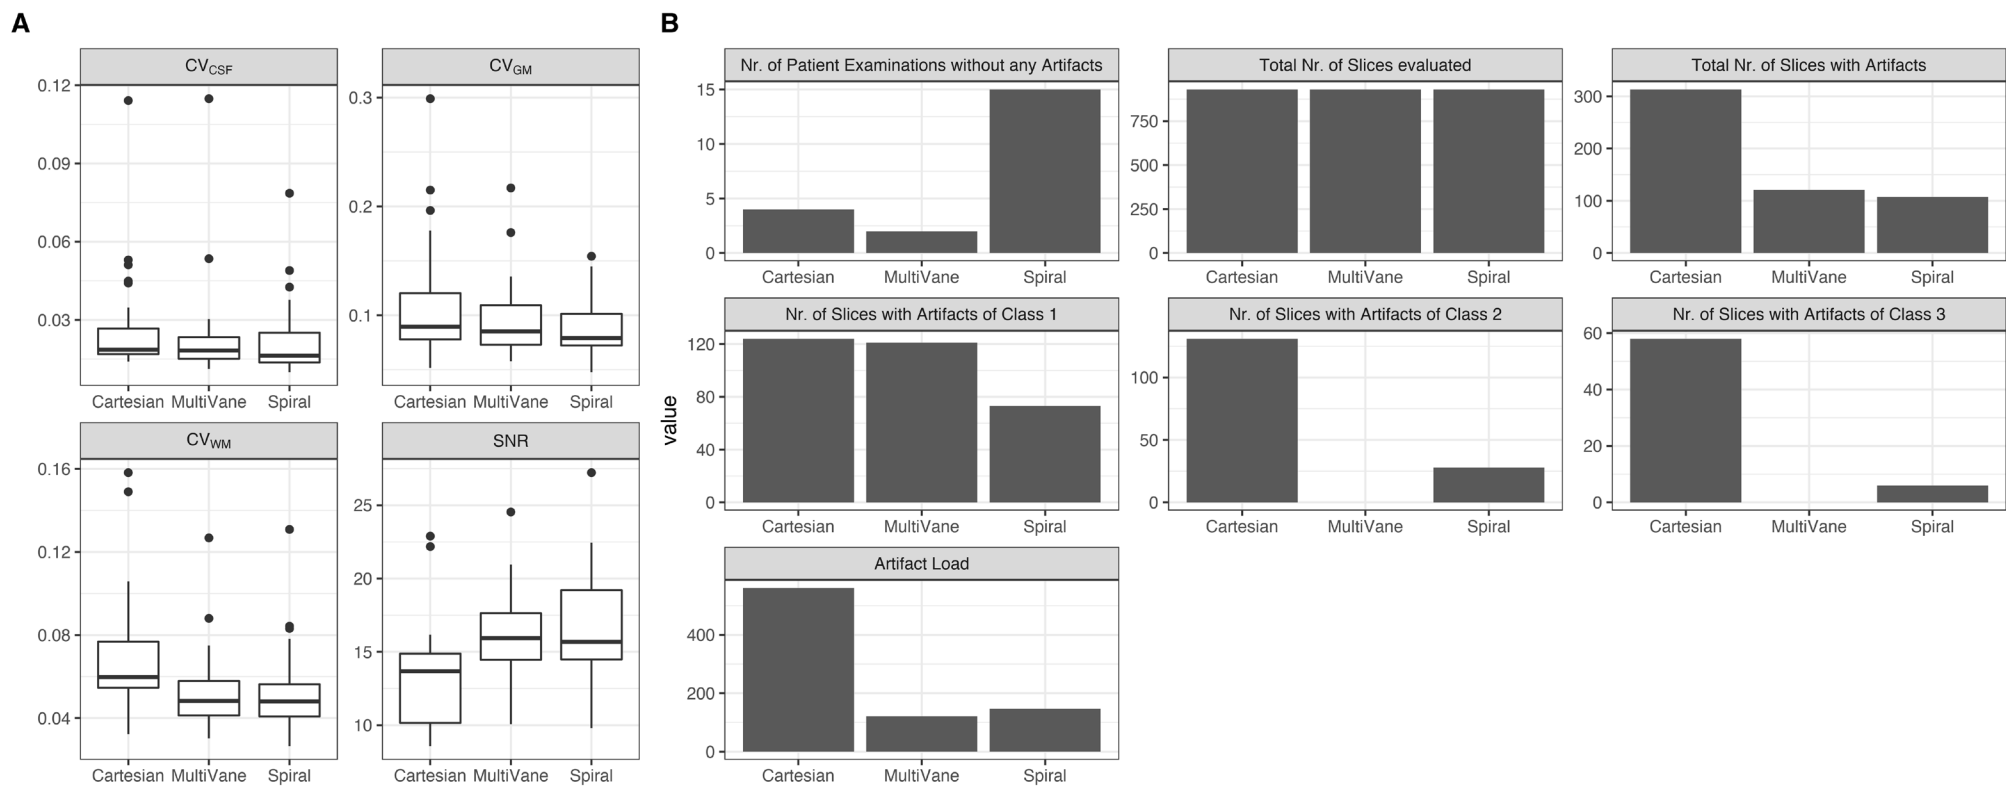 A
B
CV_CSF
0.12
0.09
0.06
0.03
Cartesian MultiVane Spiral
CV_GM
0.3
0.2
0.1
Cartesian MultiVane Spiral
CV_WM
0.16
0.12
0.08
0.04
Cartesian MultiVane Spiral
SNR
25
20
15
10
Cartesian MultiVane Spiral
value
Nr. of Patient Examinations without any Artifacts
15
10
5
0
Cartesian MultiVane Spiral
Total Nr. of Slices evaluated
750
500
250
0
Cartesian MultiVane Spiral
Total Nr. of Slices with Artifacts
300
200
100
0
Cartesian MultiVane Spiral
Nr. of Slices with Artifacts of Class 1
120
80
40
0
Cartesian MultiVane Spiral
Nr. of Slices with Artifacts of Class 2
100
50
0
Cartesian MultiVane Spiral
Nr. of Slices with Artifacts of Class 3
60
40
20
0
Cartesian MultiVane Spiral
Artifact Load
400
200
0
Cartesian MultiVane Spiral